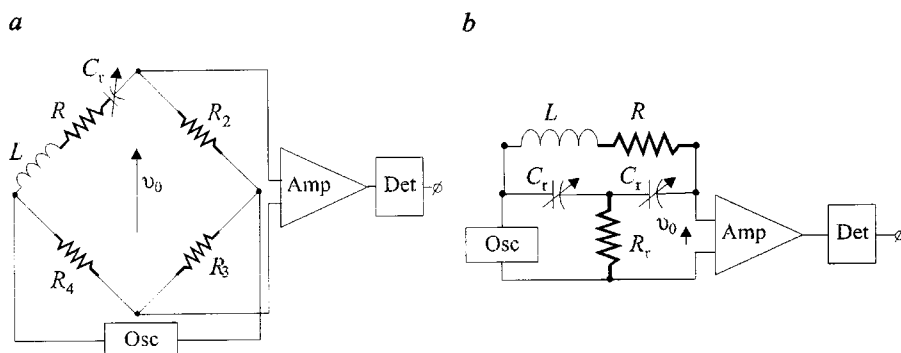 a
b
C_r
R
L
R_2
υ_0
Amp
Det
R_4
R_3
Osc
L
R
C_r
C_r
υ_0
Amp
Det
Osc
R_r